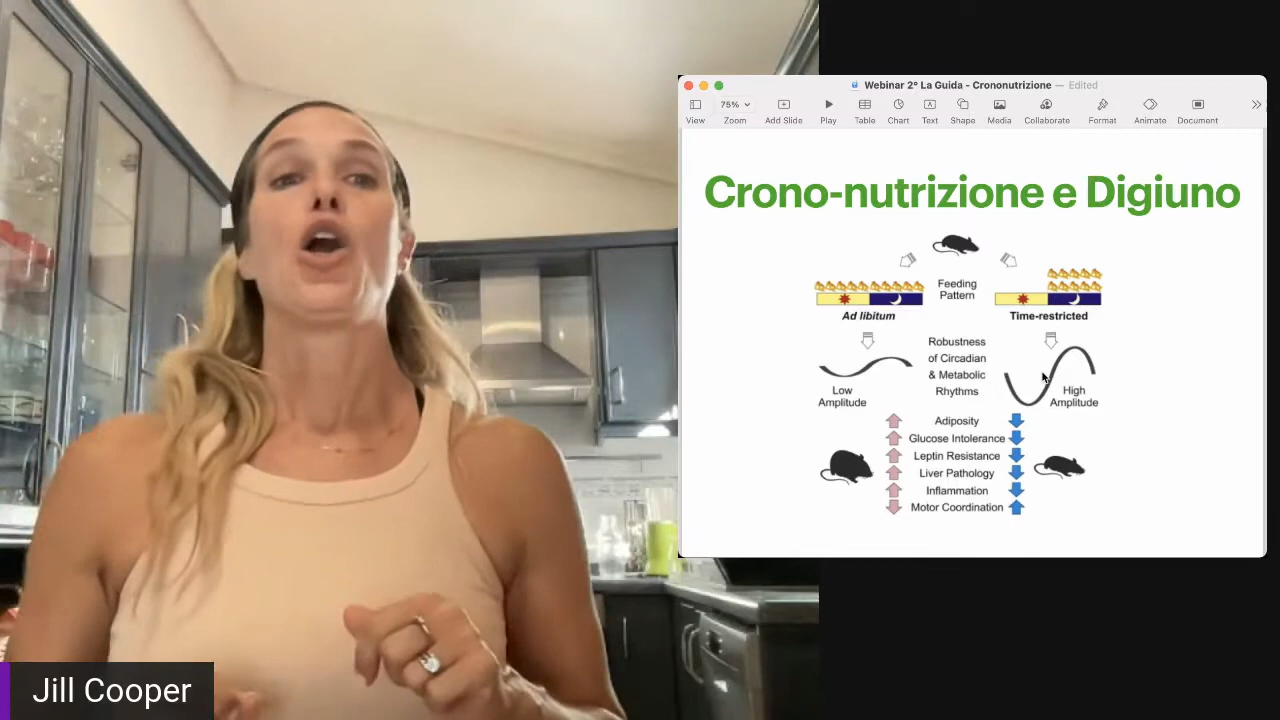 Webinar 2° La Guida - Crononutrizione — Edited
75%
View Zoom Add Slide Play Table Chart Text Shape Media Collaborate Format Animate Document
Crono-nutrizione e Digiuno
Feeding
Pattern
Ad libitum
Time-restricted
Robustness
of Circadian
& Metabolic
Rhythms
Low
Amplitude
High
Amplitude
Adiposity
Glucose Intolerance
Leptin Resistance
Liver Pathology
Inflammation
Motor Coordination
Jill Cooper